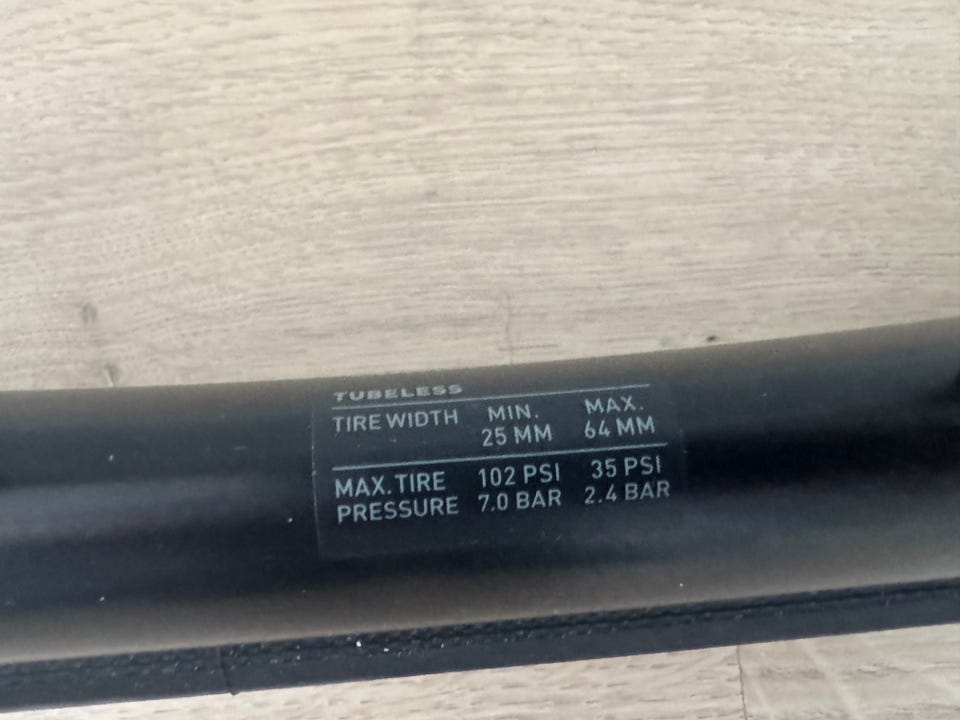 TUBELESS
TIRE WIDTH MIN. 25 MM MAX. 64 MM
MAX. TIRE PRESSURE 102 PSI 7.0 BAR 35 PSI 2.4 BAR